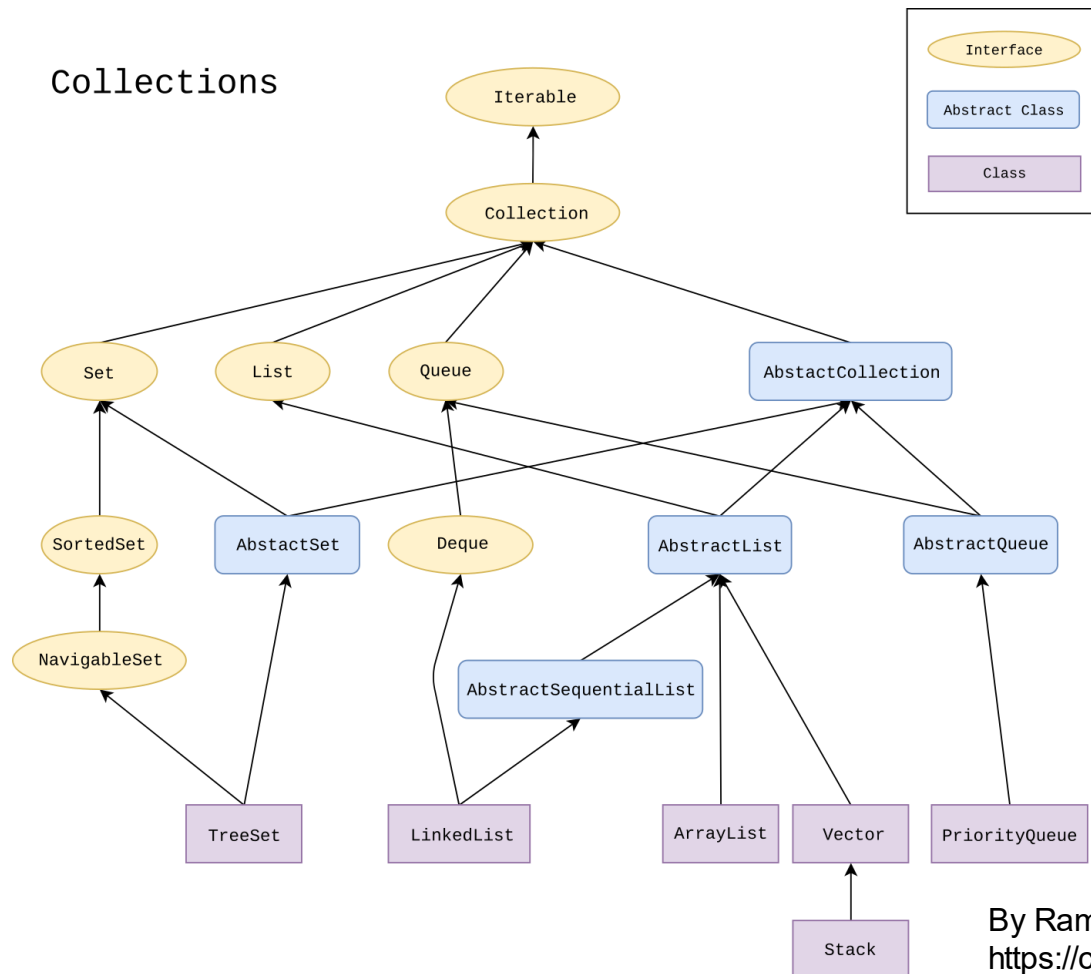 Collections
Interface
Abstract Class
Class
Iterable
Collection
Set
List
Queue
AbstactCollection
SortedSet
AbstactSet
Deque
AbstractList
AbstractQueue
NavigableSet
AbstractSequentialList
TreeSet
LinkedList
ArrayList
Vector
PriorityQueue
Stack
By Ram
https://c